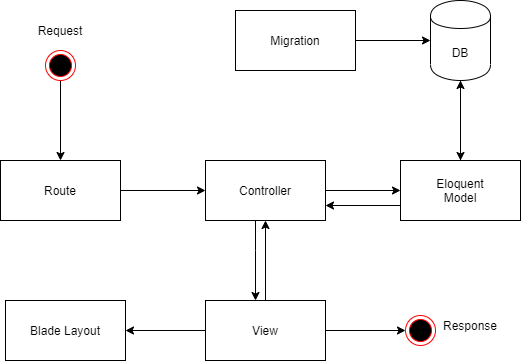 Request
Migration
DB
Route
Controller
Eloquent
Model
Blade Layout
View
Response